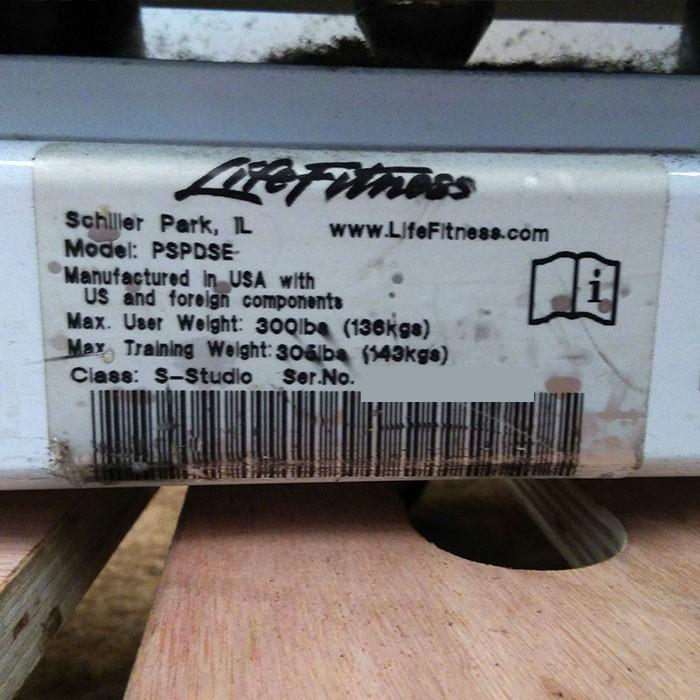 LifeFitness
Schiller Park, IL www.LifeFitness.com
Model: PSPDSE
Manufactured in USA with
US and foreign components
Max. User Weight: 300lbs (136kgs)
Max. Training Weight: 305lbs (143kgs)
Class: S-Studio Ser.No.
i